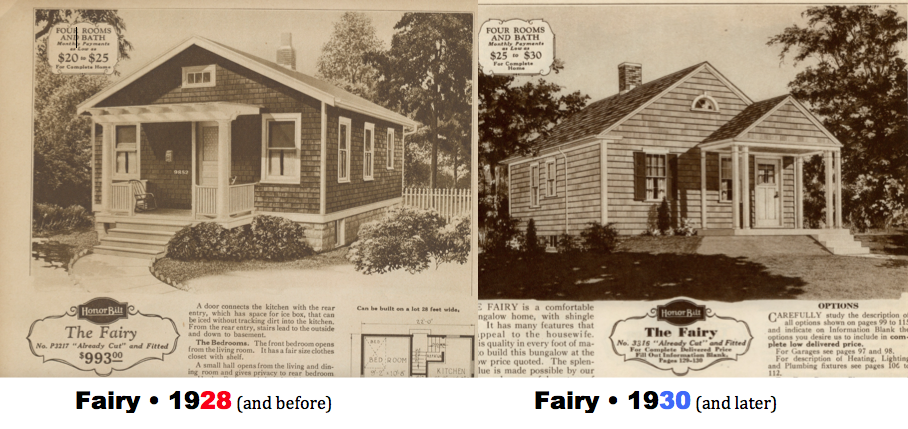 FOUR ROOMS
AND BATH
Monthly Payments
as Low as
$20 to $25
For Complete
Home
HONOR BILT
The Fairy
No. P3217 "Already Cut" and Fitted
$993.00
A door connects the kitchen with the rear
entry, which has space for ice box, that can
be iced without tracking dirt into the kitchen.
From the rear entry, stairs lead to the outside
and down to basement.
The Bedrooms. The front bedroom opens
from the living room. It has a fair size clothes
closet with shelf.
A small hall opens from the living and din-
ing room and gives privacy to rear bedroom
Can be built on a lot 28 feet wide,
BED ROOM
KITCHEN
FOUR ROOMS
AND BATH
Monthly Payments
as Low as
$25 to $30
For Complete
Home
E FAIRY is a comfortable
ngalow home, with shingle
It has many features that
ppeal to the housewife.
is quality in every foot of ma-
o build this bungalow at the
w price quoted. The splen-
lue is made possible by our
HONOR BILT
The Fairy
No. 3316 "Already Cut" and Fitted
For Complete Delivered Price
Fill Out Information Blank,
OPTIONS
CAREFULLY study the description o
all options shown on pages 99 to 11
and indicate on Information Blank th
options you desire us to include in com-
plete low delivered price.
For Garages see pages 97 and 98.
For description of Heating, Lightin
and Plumbing fixtures see pages 106 t
112.
Fairy • 1928 (and before)
Fairy • 1930 (and later)